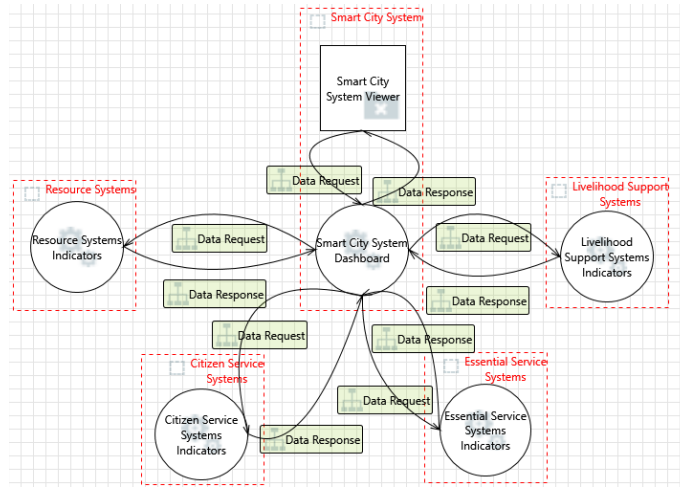 Smart City System
Smart City
System Viewer
Data Request
Data Response
Resource Systems
Livelihood Support
Systems
Resource Systems
Indicators
Data Request
Smart City System
Dashboard
Data Request
Livelihood
Support Systems
Indicators
Data Response
Data Response
Data Request
Data Response
Citizen Service
Systems
Essential Service
Systems
Data Request
Citizen Service
Systems
Indicators
Data Response
Essential Service
Systems
Indicators